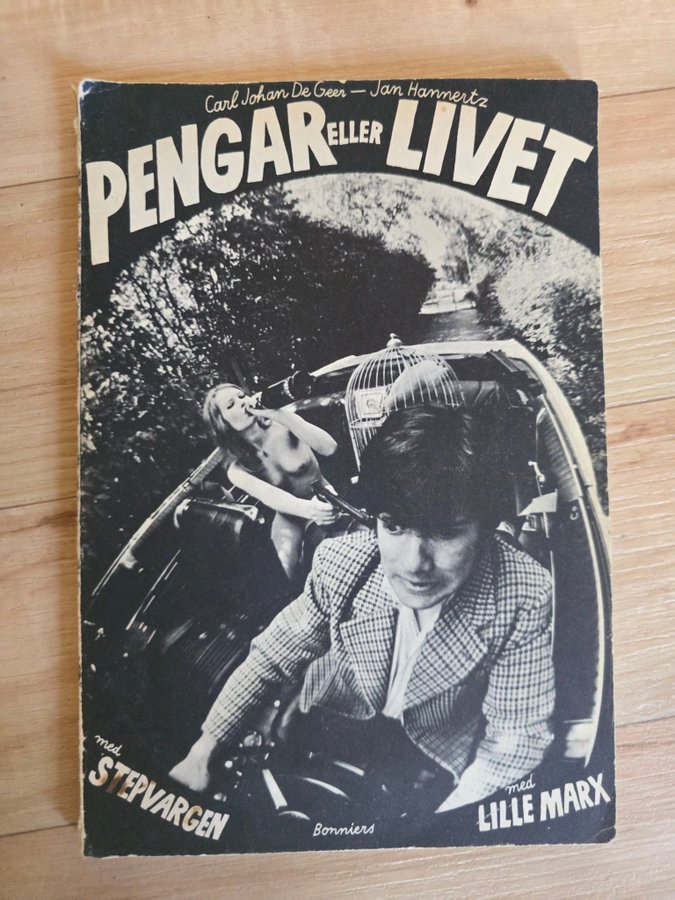 Carl Johan De Geer — Jan Hannertz
PENGAR ELLER LIVET
med
STEPVARGEN
Bonniers
med
LILLE MARX